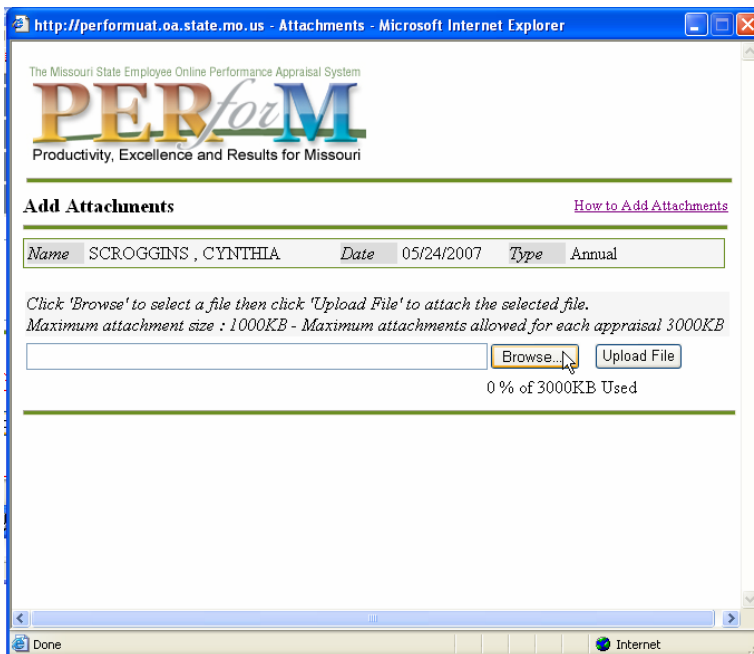 http://performuat.oa.state.mo.us - Attachments - Microsoft Internet Explorer
The Missouri State Employee Online Performance Appraisal System
PERforM
Productivity, Excellence and Results for Missouri
Add Attachments How to Add Attachments
Name SCROGGINS , CYNTHIA Date 05/24/2007 Type Annual
Click 'Browse' to select a file then click 'Upload File' to attach the selected file.
Maximum attachment size : 1000KB - Maximum attachments allowed for each appraisal 3000KB
Browse... Upload File
0 % of 3000KB Used
Done Internet